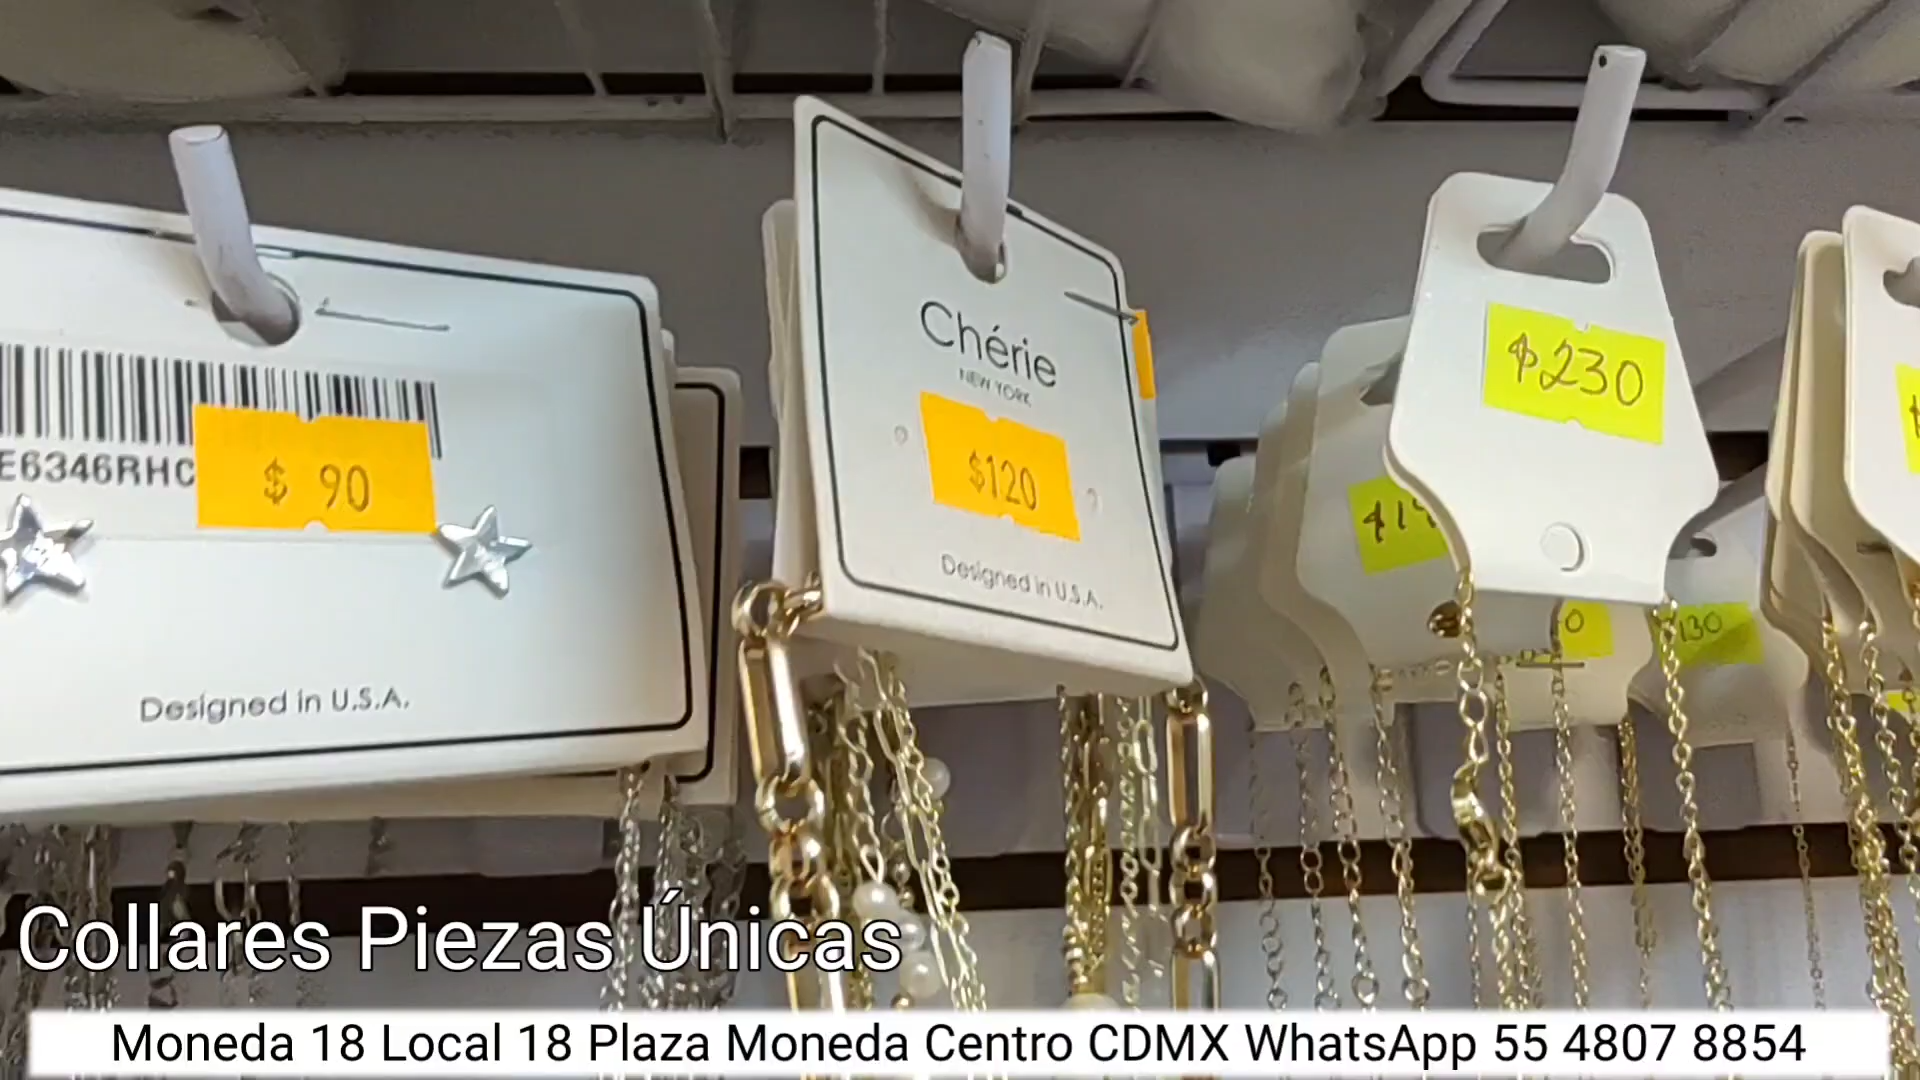 E6346RHC
$ 90
Designed in U.S.A.
Chérie
NEW YORK
$120
Designed in U.S.A.
$230
130
Collares Piezas Únicas
Moneda 18 Local 18 Plaza Moneda Centro CDMX WhatsApp 55 4807 8854